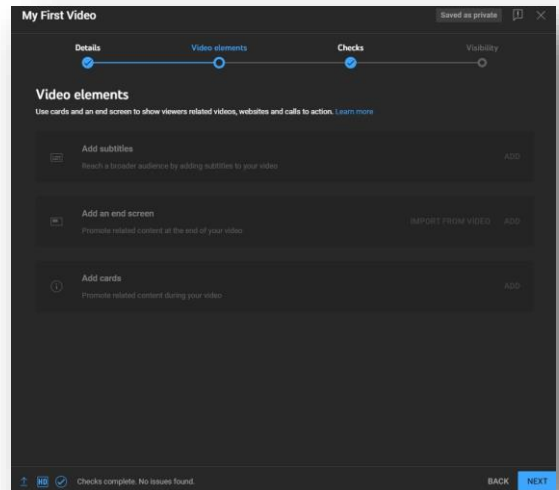 My First Video
Saved as private
Details
Video elements
Checks
Visibility
Video elements
Use cards and an end screen to show viewers related videos, websites and calls to action. Learn more
Add subtitles
Reach a broader audience by adding subtitles to your video
ADD
Add an end screen
Promote related content at the end of your video
IMPORT FROM VIDEO
ADD
Add cards
Promote related content during your video
ADD
HD
Checks complete. No issues found.
BACK
NEXT